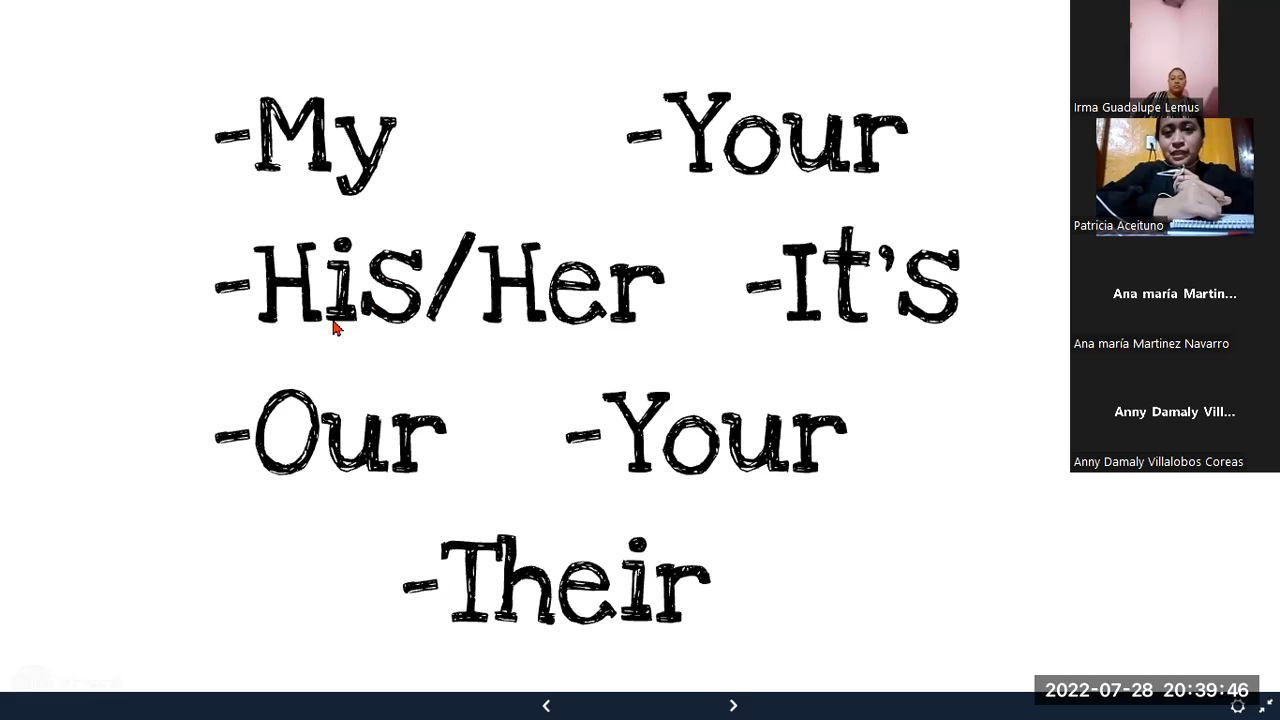 -My -Your
-His/Her -It's
-Our -Your
-Their
Irma Guadalupe Lemus
Patricia Aceituno
Ana maría Martin...
Ana maría Martinez Navarro
Anny Damaly Vill...
Anny Damaly Villalobos Coreas
2022-07-28 20:39:46